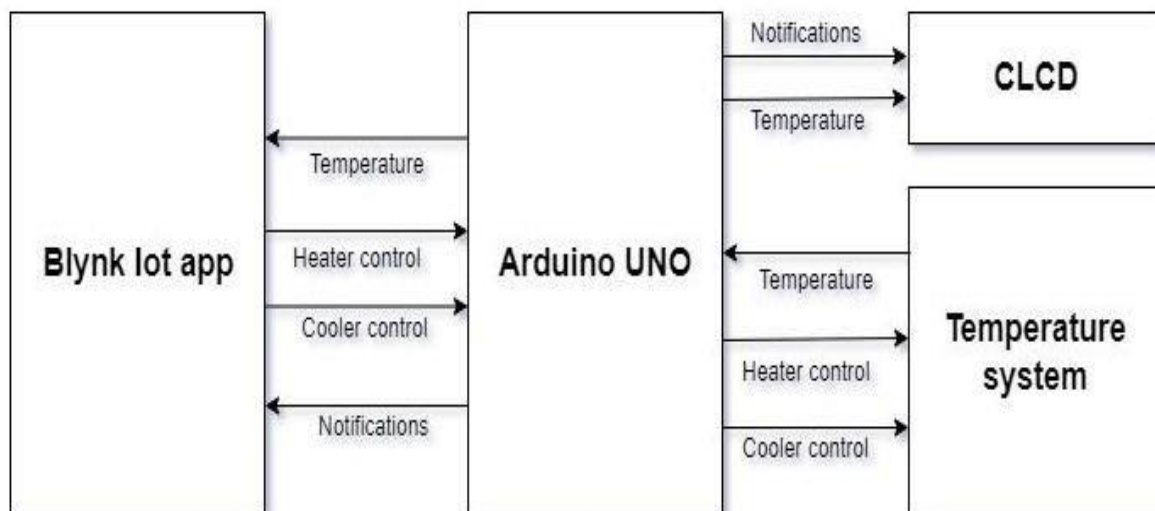 Notifications
CLCD
Temperature
Temperature
Blynk Iot app
Heater control
Arduino UNO
Temperature
Cooler control
Temperature
system
Heater control
Notifications
Cooler control